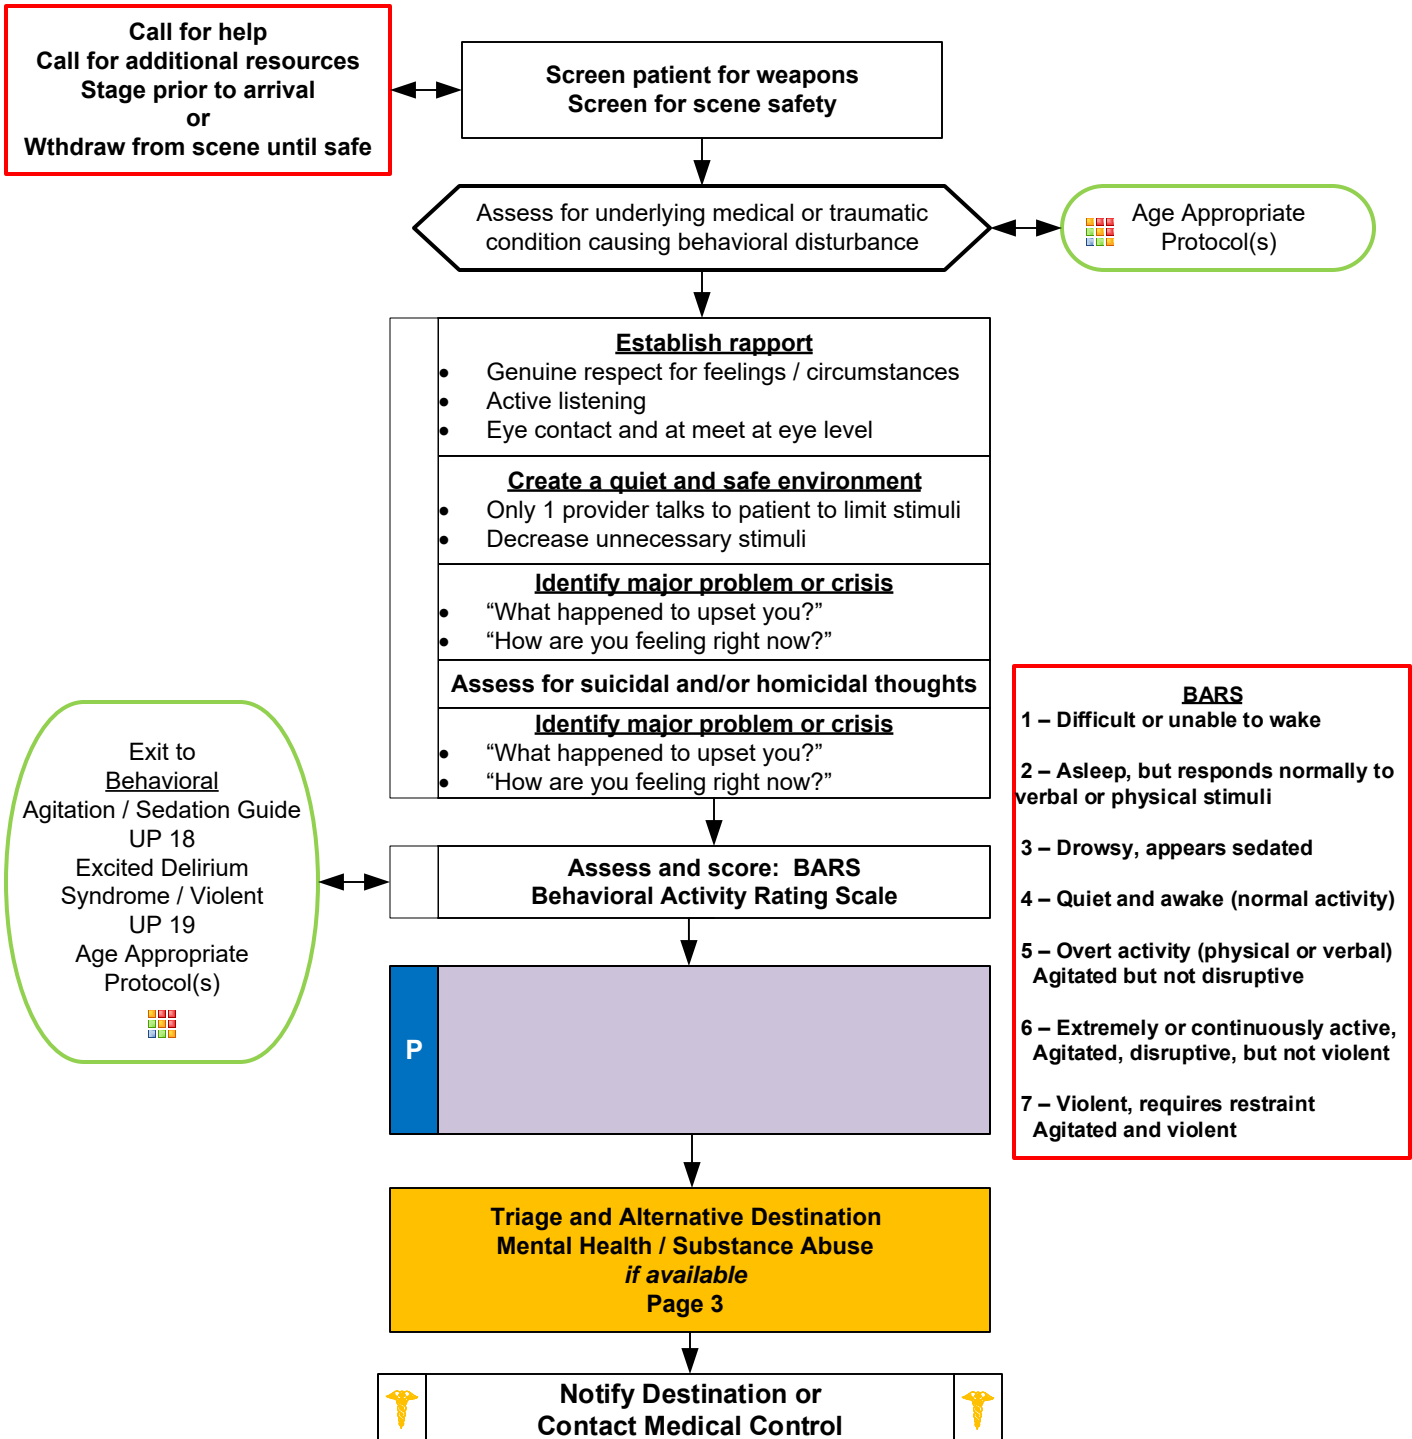 Call for help
Call for additional resources
Stage prior to arrival
or
Wthdraw from scene until safe
Screen patient for weapons
Screen for scene safety
Assess for underlying medical or traumatic
condition causing behavioral disturbance
Age Appropriate
Protocol(s)
Establish rapport
• Genuine respect for feelings / circumstances
• Active listening
• Eye contact and at meet at eye level
Create a quiet and safe environment
• Only 1 provider talks to patient to limit stimuli
• Decrease unnecessary stimuli
Identify major problem or crisis
• “What happened to upset you?”
• “How are you feeling right now?”
Assess for suicidal and/or homicidal thoughts
Identify major problem or crisis
• “What happened to upset you?”
• “How are you feeling right now?”
Exit to
Behavioral
Agitation / Sedation Guide
UP 18
Excited Delirium
Syndrome / Violent
UP 19
Age Appropriate
Protocol(s)
Assess and score:  BARS
Behavioral Activity Rating Scale
BARS
1 – Difficult or unable to wake
2 – Asleep, but responds normally to
verbal or physical stimuli
3 – Drowsy, appears sedated
4 – Quiet and awake (normal activity)
5 – Overt activity (physical or verbal)
Agitated but not disruptive
6 – Extremely or continuously active,
Agitated, disruptive, but not violent
7 – Violent, requires restraint
Agitated and violent
P
Triage and Alternative Destination
Mental Health / Substance Abuse
if available
Page 3
Notify Destination or
Contact Medical Control